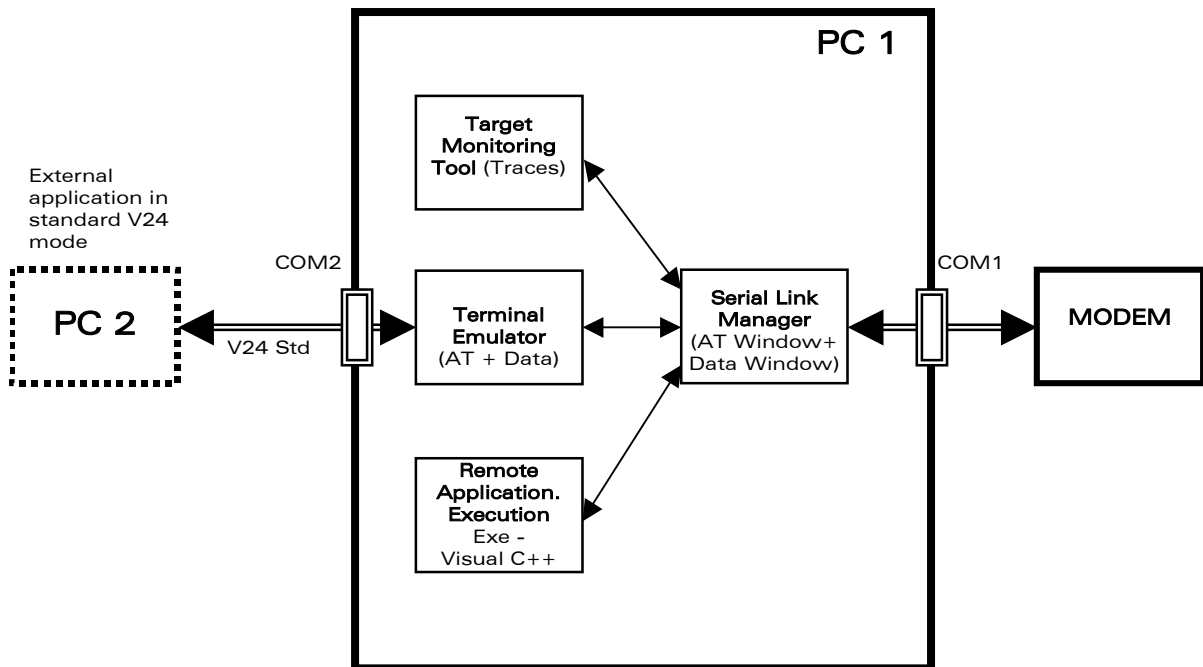 PC 1
Target
Monitoring
Tool (Traces)
External
application in
standard V24
mode
PC 2
V24 Std
COM2
Terminal
Emulator
(AT + Data)
Serial Link
Manager
(AT Window+
Data Window)
COM1
MODEM
Remote
Application.
Execution
Exe -
Visual C++